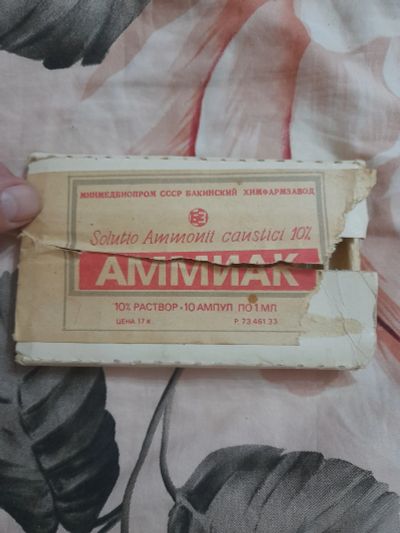 МИНМЕДБИОПРОМ СССР БАКИНСКИЙ ХИМФАРМЗАВОД
БЗ
Solutio Ammonii caustici 10%
АММИАК
10% РАСТВОР • 10 АМПУЛ ПО 1 МЛ
ЦЕНА 17 К. Р. 73.461.33